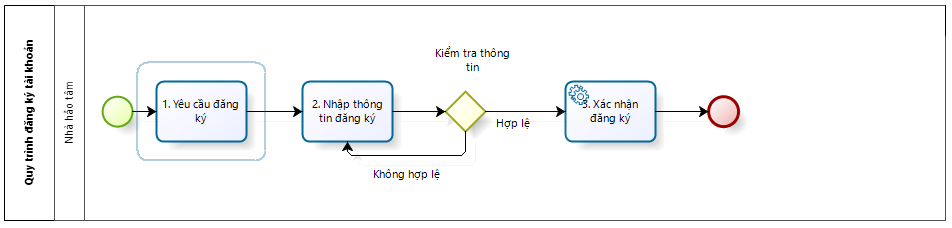 Quy trình đăng ký tài khoản
Nhà hảo tâm
1. Yêu cầu đăng
ký
2. Nhập thông
tin đăng ký
Kiểm tra thông
tin
Hợp lệ
Không hợp lệ
3. Xác nhận
đăng ký